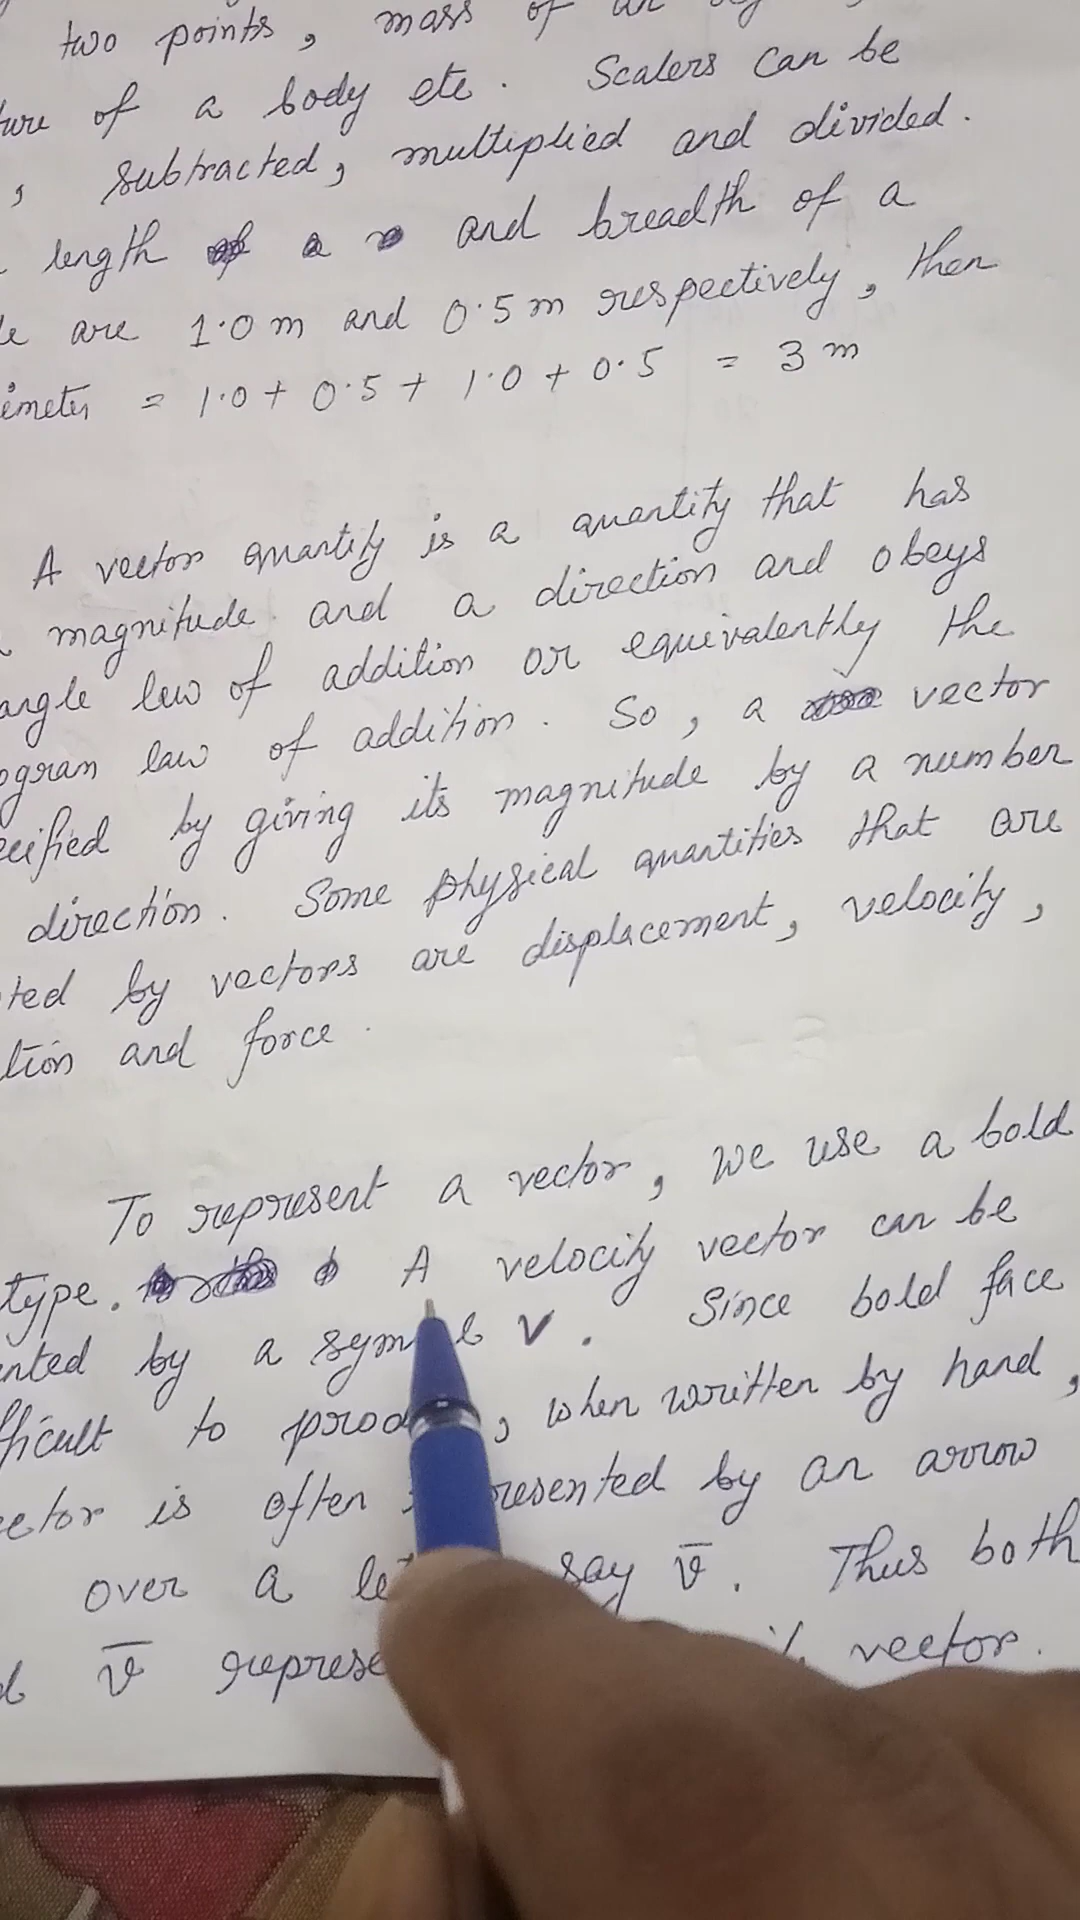 two points, mass of an
ture of a body etc. Scalers can be
, subtracted, multiplied and divided.
length and breadth of a
le are 1.0 m and 0.5 m respectively, then
imeter = 1.0 + 0.5 + 1.0 + 0.5 = 3 m
A vector quantity is a quantity that has
magnitude and a direction and obeys
angle law of addition or equivalently the
ogram law of addition. So, a vector
ecified by giving its magnitude by a number
direction. Some physical quantities that are
ted by vectors are displacement, velocity,
tion and force.
To represent a vector, we use a bold
type. A velocity vector can be
nted by a sym l v. Since bold face
fficult to prod , when written by hand,
ector is often resented by an arrow
over a le say v̅. Thus both
d v̅ represe vector.